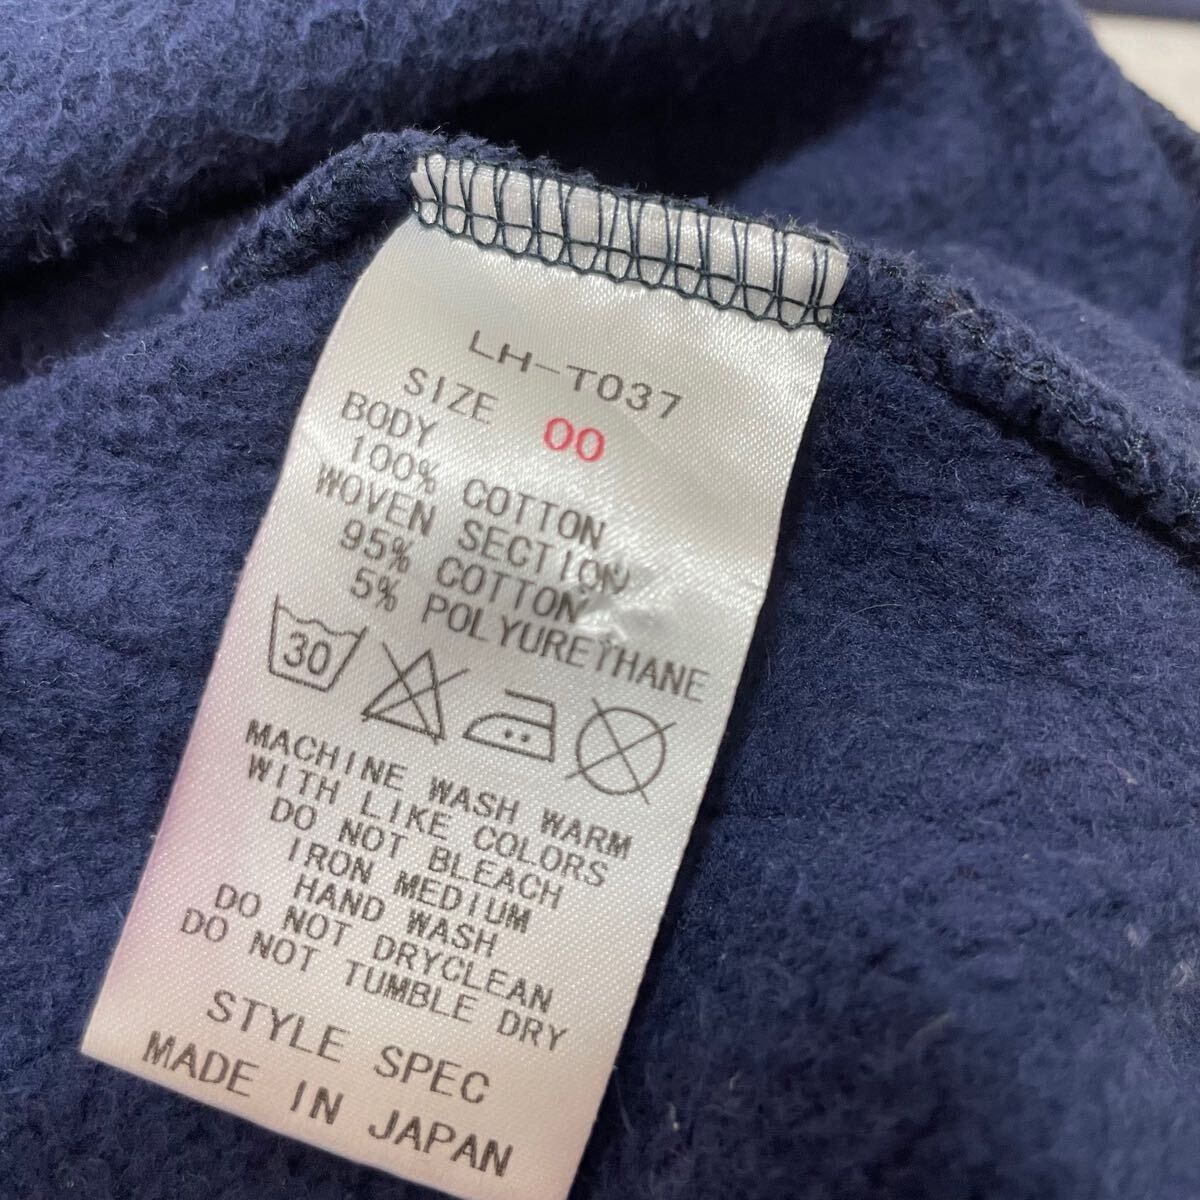 LH-T037
SIZE 00
BODY
100% COTTON
WOVEN SECTION
95% COTTON
5% POLYURETHANE
30
MACHINE WASH WARM
WITH LIKE COLORS
DO NOT BLEACH
IRON MEDIUM
HAND WASH
DO NOT DRYCLEAN
DO NOT TUMBLE DRY
STYLE SPEC
MADE IN JAPAN